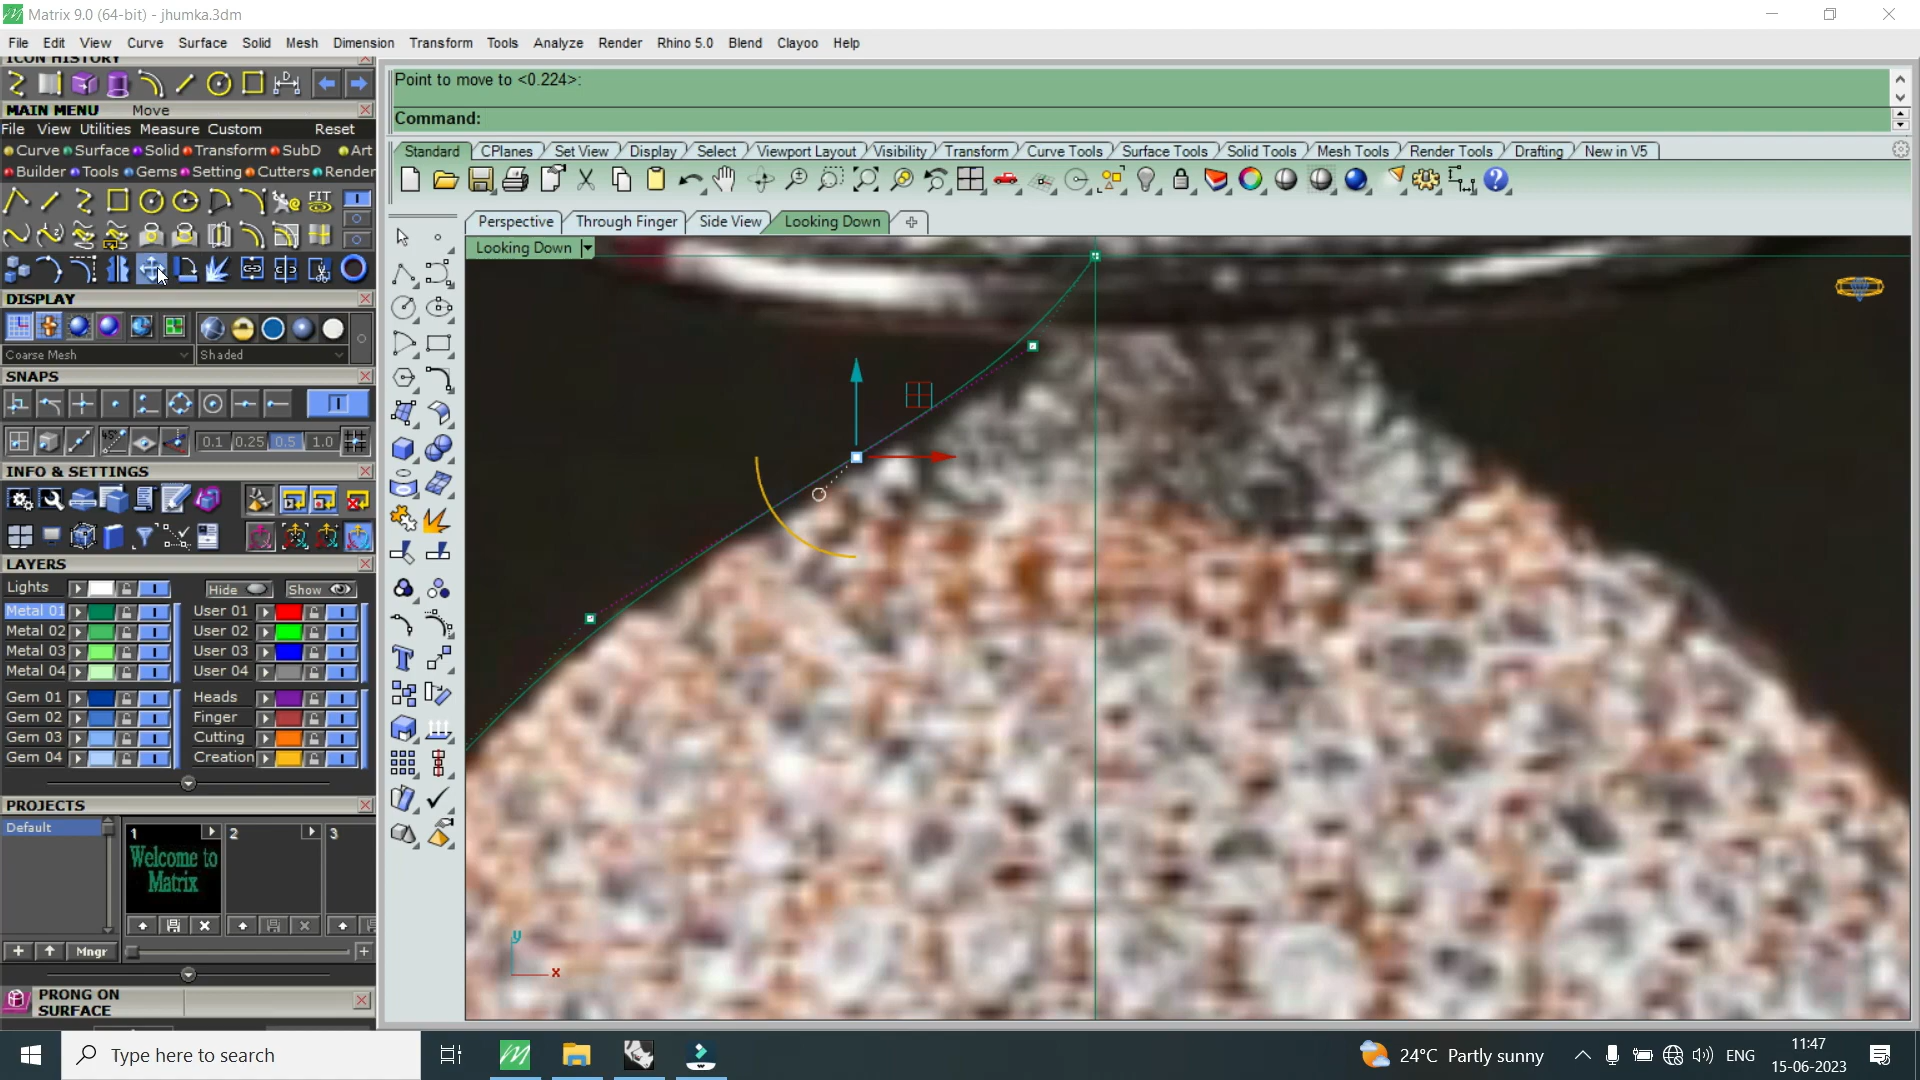 Matrix 9.0 (64-bit) - jhumka.3dm
File Edit View Curve Surface Solid Mesh Dimension Transform Tools Analyze Render Rhino 5.0 Blend Clayoo Help
ICON HISTORY
MAIN MENU Move
File View Utilities Measure Custom Reset
Curve Surface Solid Transform SubD Art
Builder Tools Gems Setting Cutters Render
FIT
DISPLAY
Coarse Mesh Shaded
SNAPS
0.1 0.25 0.5 1.0
INFO & SETTINGS
LAYERS
Lights Hide Show
Metal 01 User 01
Metal 02 User 02
Metal 03 User 03
Metal 04 User 04
Gem 01 Heads
Gem 02 Finger
Gem 03 Cutting
Gem 04 Creation
PROJECTS
Default
1 2 3
Welcome to
Matrix
Mngr
PRONG ON
SURFACE
Point to move to <0.224>:
Command:
Standard CPlanes Set View Display Select Viewport Layout Visibility Transform Curve Tools Surface Tools Solid Tools Mesh Tools Render Tools Drafting New in V5
Perspective Through Finger Side View Looking Down
Looking Down
y
x
Type here to search
24°C Partly sunny
ENG
11:47
15-06-2023